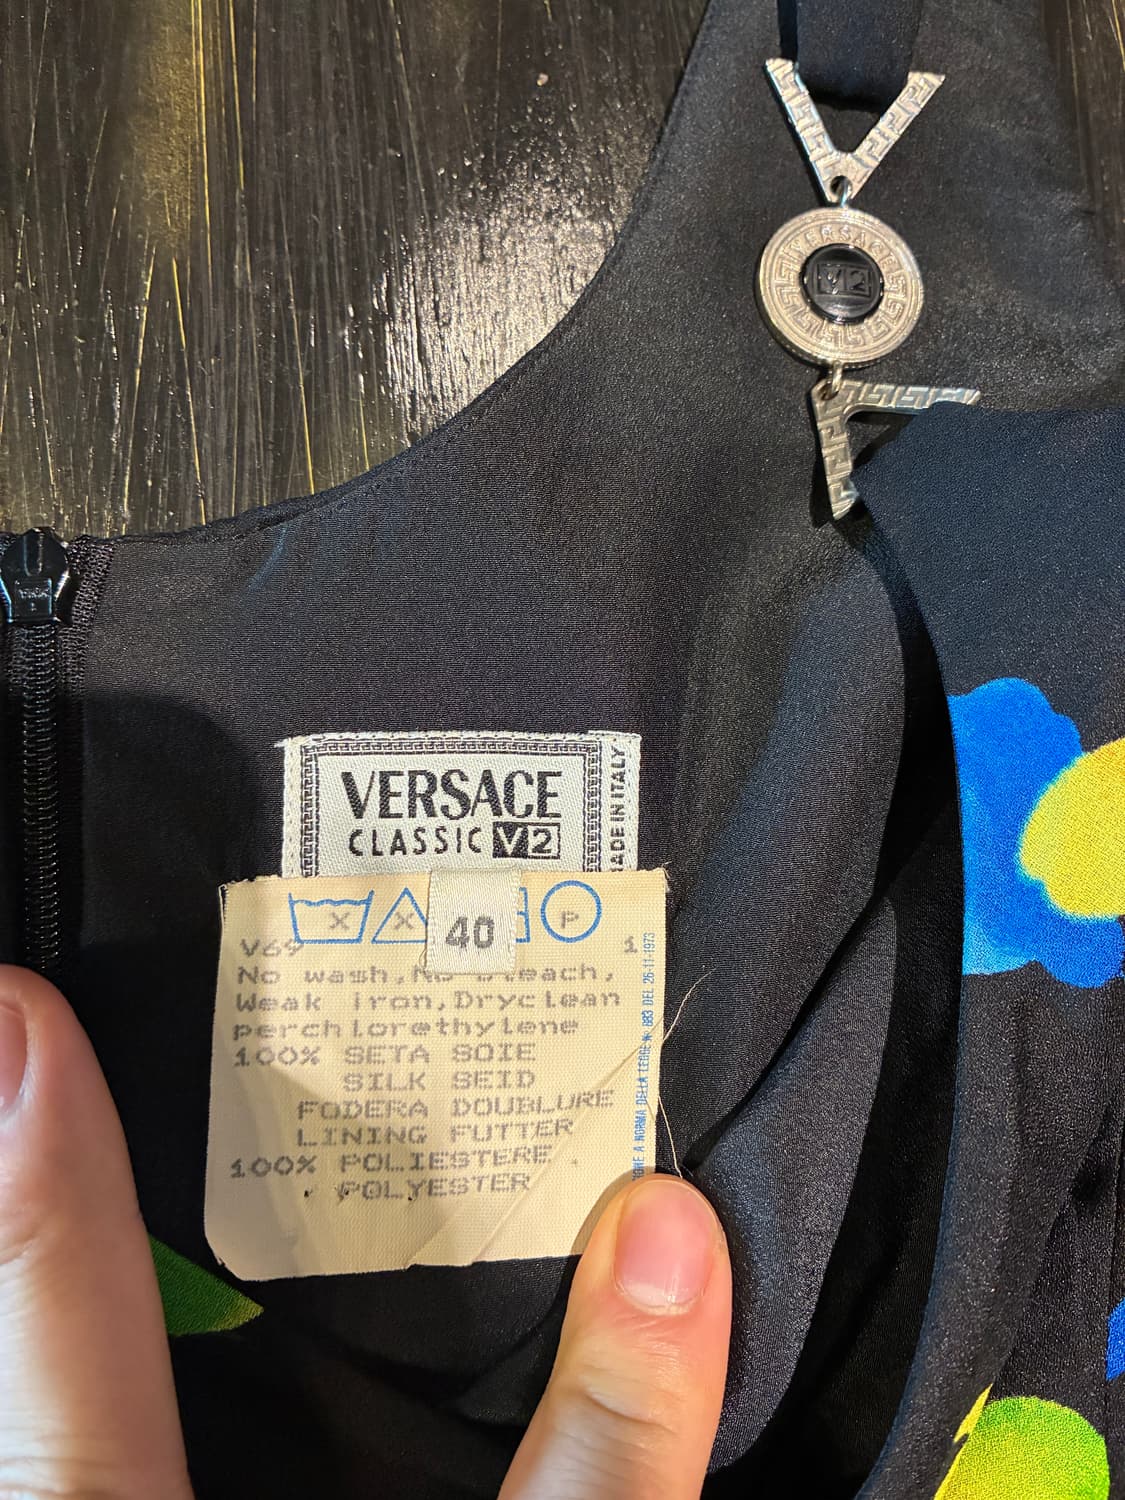 VERSACE
V2
VERSACE
CLASSIC V2
MADE IN ITALY
X X P
40
V69 1
No wash, No bleach,
Weak iron, Dryclean
perchlorethylene
100% SETA SOIE
SILK SEID
FODERA DOUBLURE
LINING FUTTER
100% POLIESTERE
POLYESTER
A NORMA DELLA LEGGE N° 883 DEL 26-11-1973